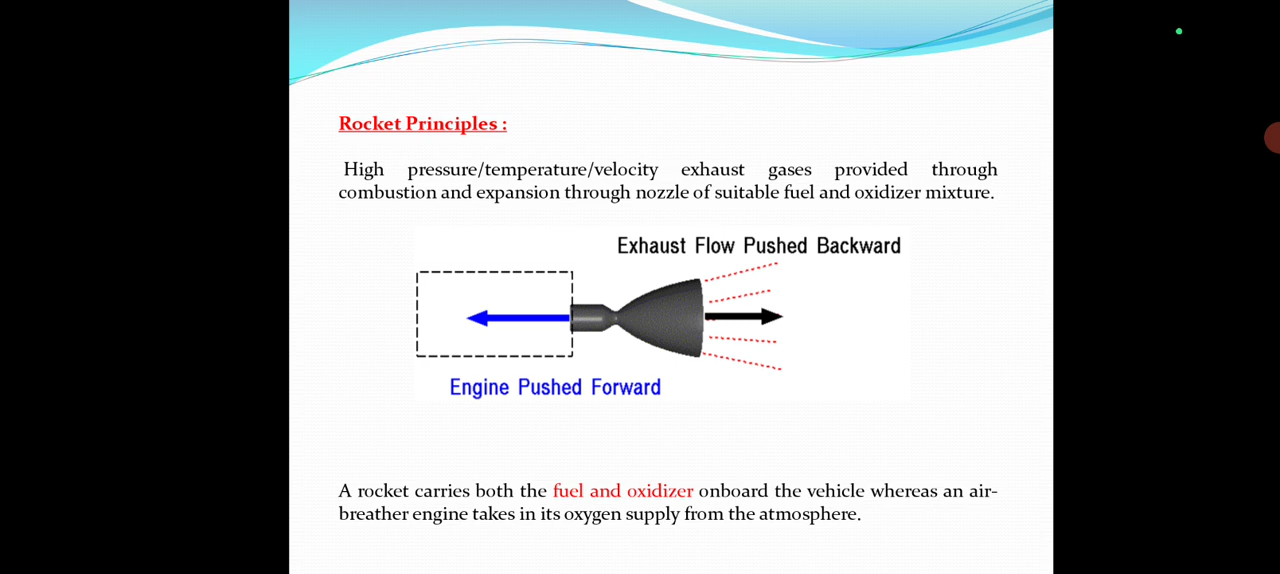 Rocket Principles :
High pressure/temperature/velocity exhaust gases provided through
combustion and expansion through nozzle of suitable fuel and oxidizer mixture.
Exhaust Flow Pushed Backward
Engine Pushed Forward
A rocket carries both the fuel and oxidizer onboard the vehicle whereas an air-
breather engine takes in its oxygen supply from the atmosphere.